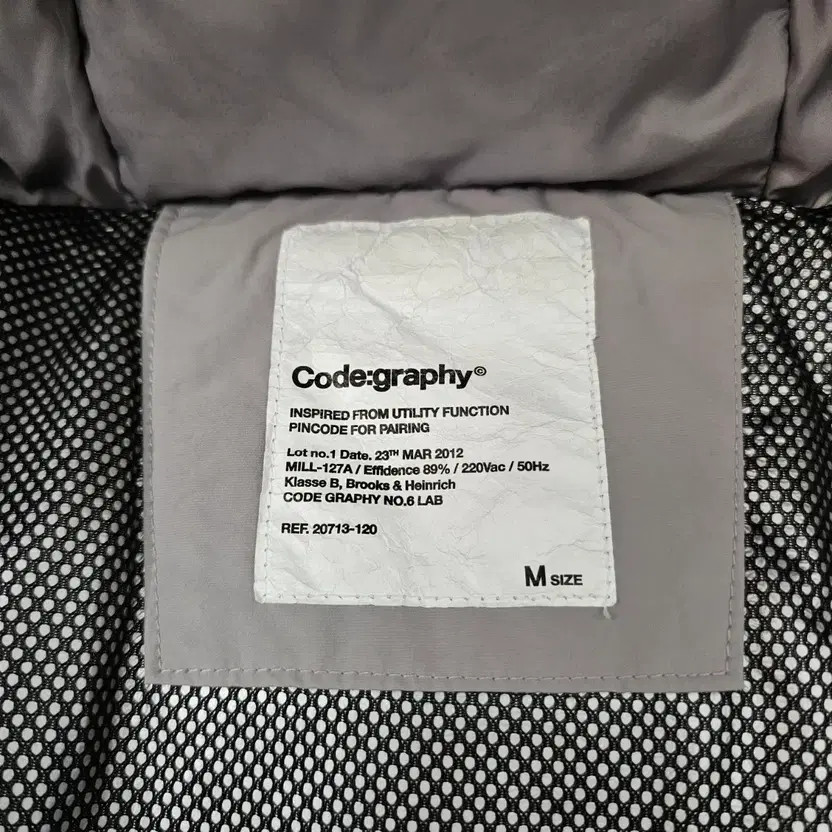 Code:graphy©
INSPIRED FROM UTILITY FUNCTION
PINCODE FOR PAIRING
Lot no.1 Date. 23TH MAR 2012
MILL-127A / Effidence 89% / 220Vac / 50Hz
Klasse B, Brooks & Heinrich
CODE GRAPHY NO.6 LAB
REF. 20713-120
M SIZE